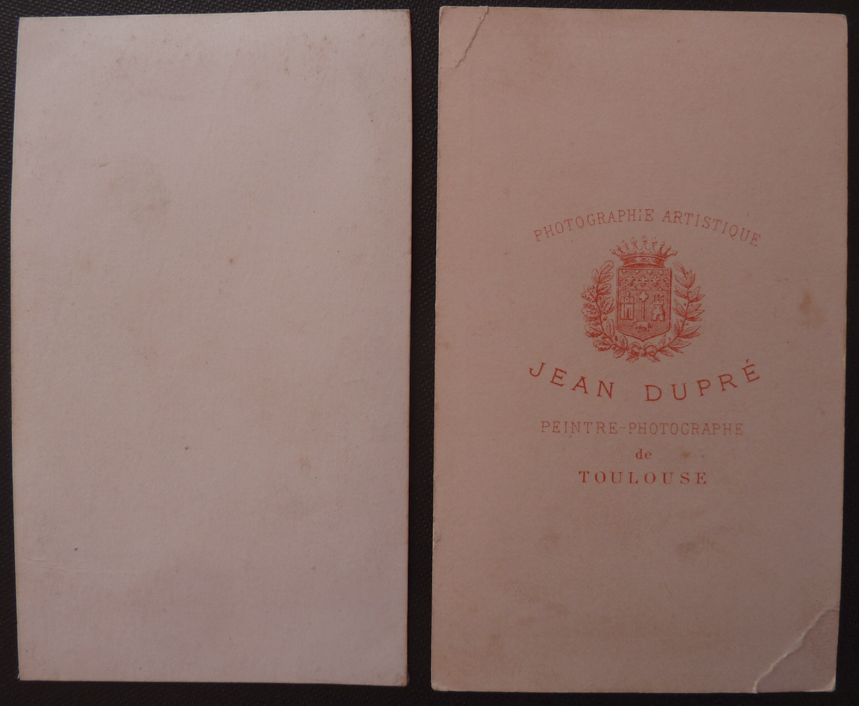 PHOTOGRAPHIE ARTISTIQUE
JEAN DUPRÉ
PEINTRE-PHOTOGRAPHE
de
TOULOUSE